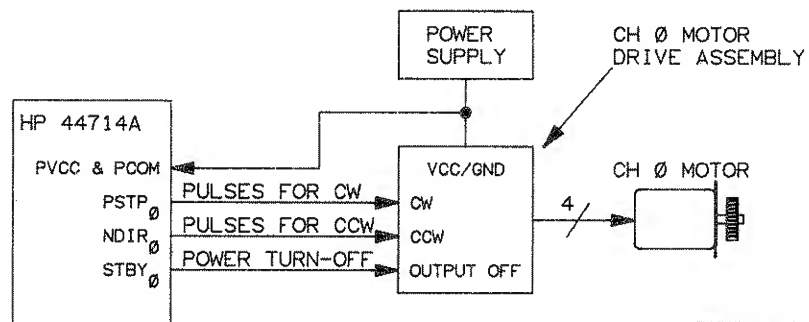 POWER
SUPPLY
CH Ø MOTOR
DRIVE ASSEMBLY
HP 44714A
PVCC & PCOM
VCC/GND
CH Ø MOTOR
PSTPØ
PULSES FOR CW
CW
4
NDIRØ
PULSES FOR CCW
CCW
STBYØ
POWER TURN-OFF
OUTPUT OFF